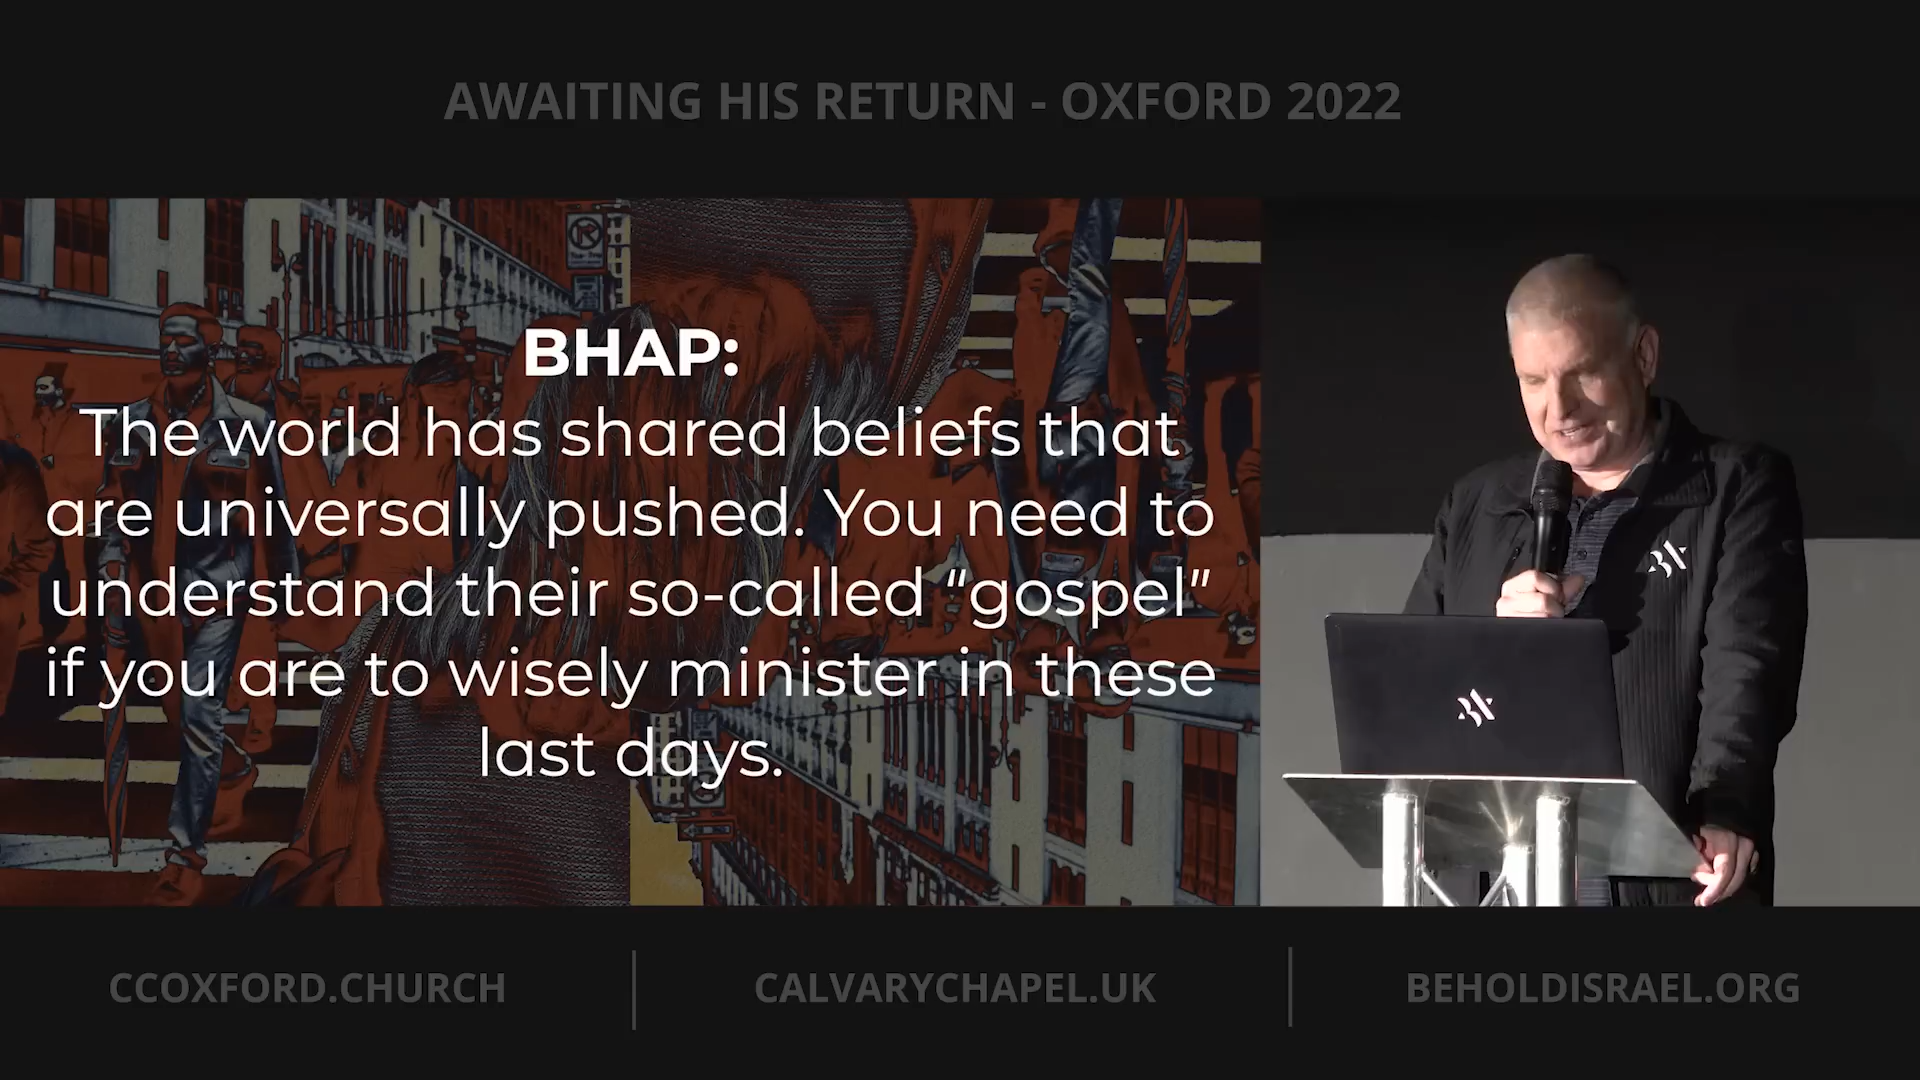 AWAITING HIS RETURN - OXFORD 2022
BHAP:
The world has shared beliefs that
are universally pushed. You need to
understand their so-called “gospel”
if you are to wisely minister in these
last days.
CCOXFORD.CHURCH
CALVARYCHAPEL.UK
BEHOLDISRAEL.ORG